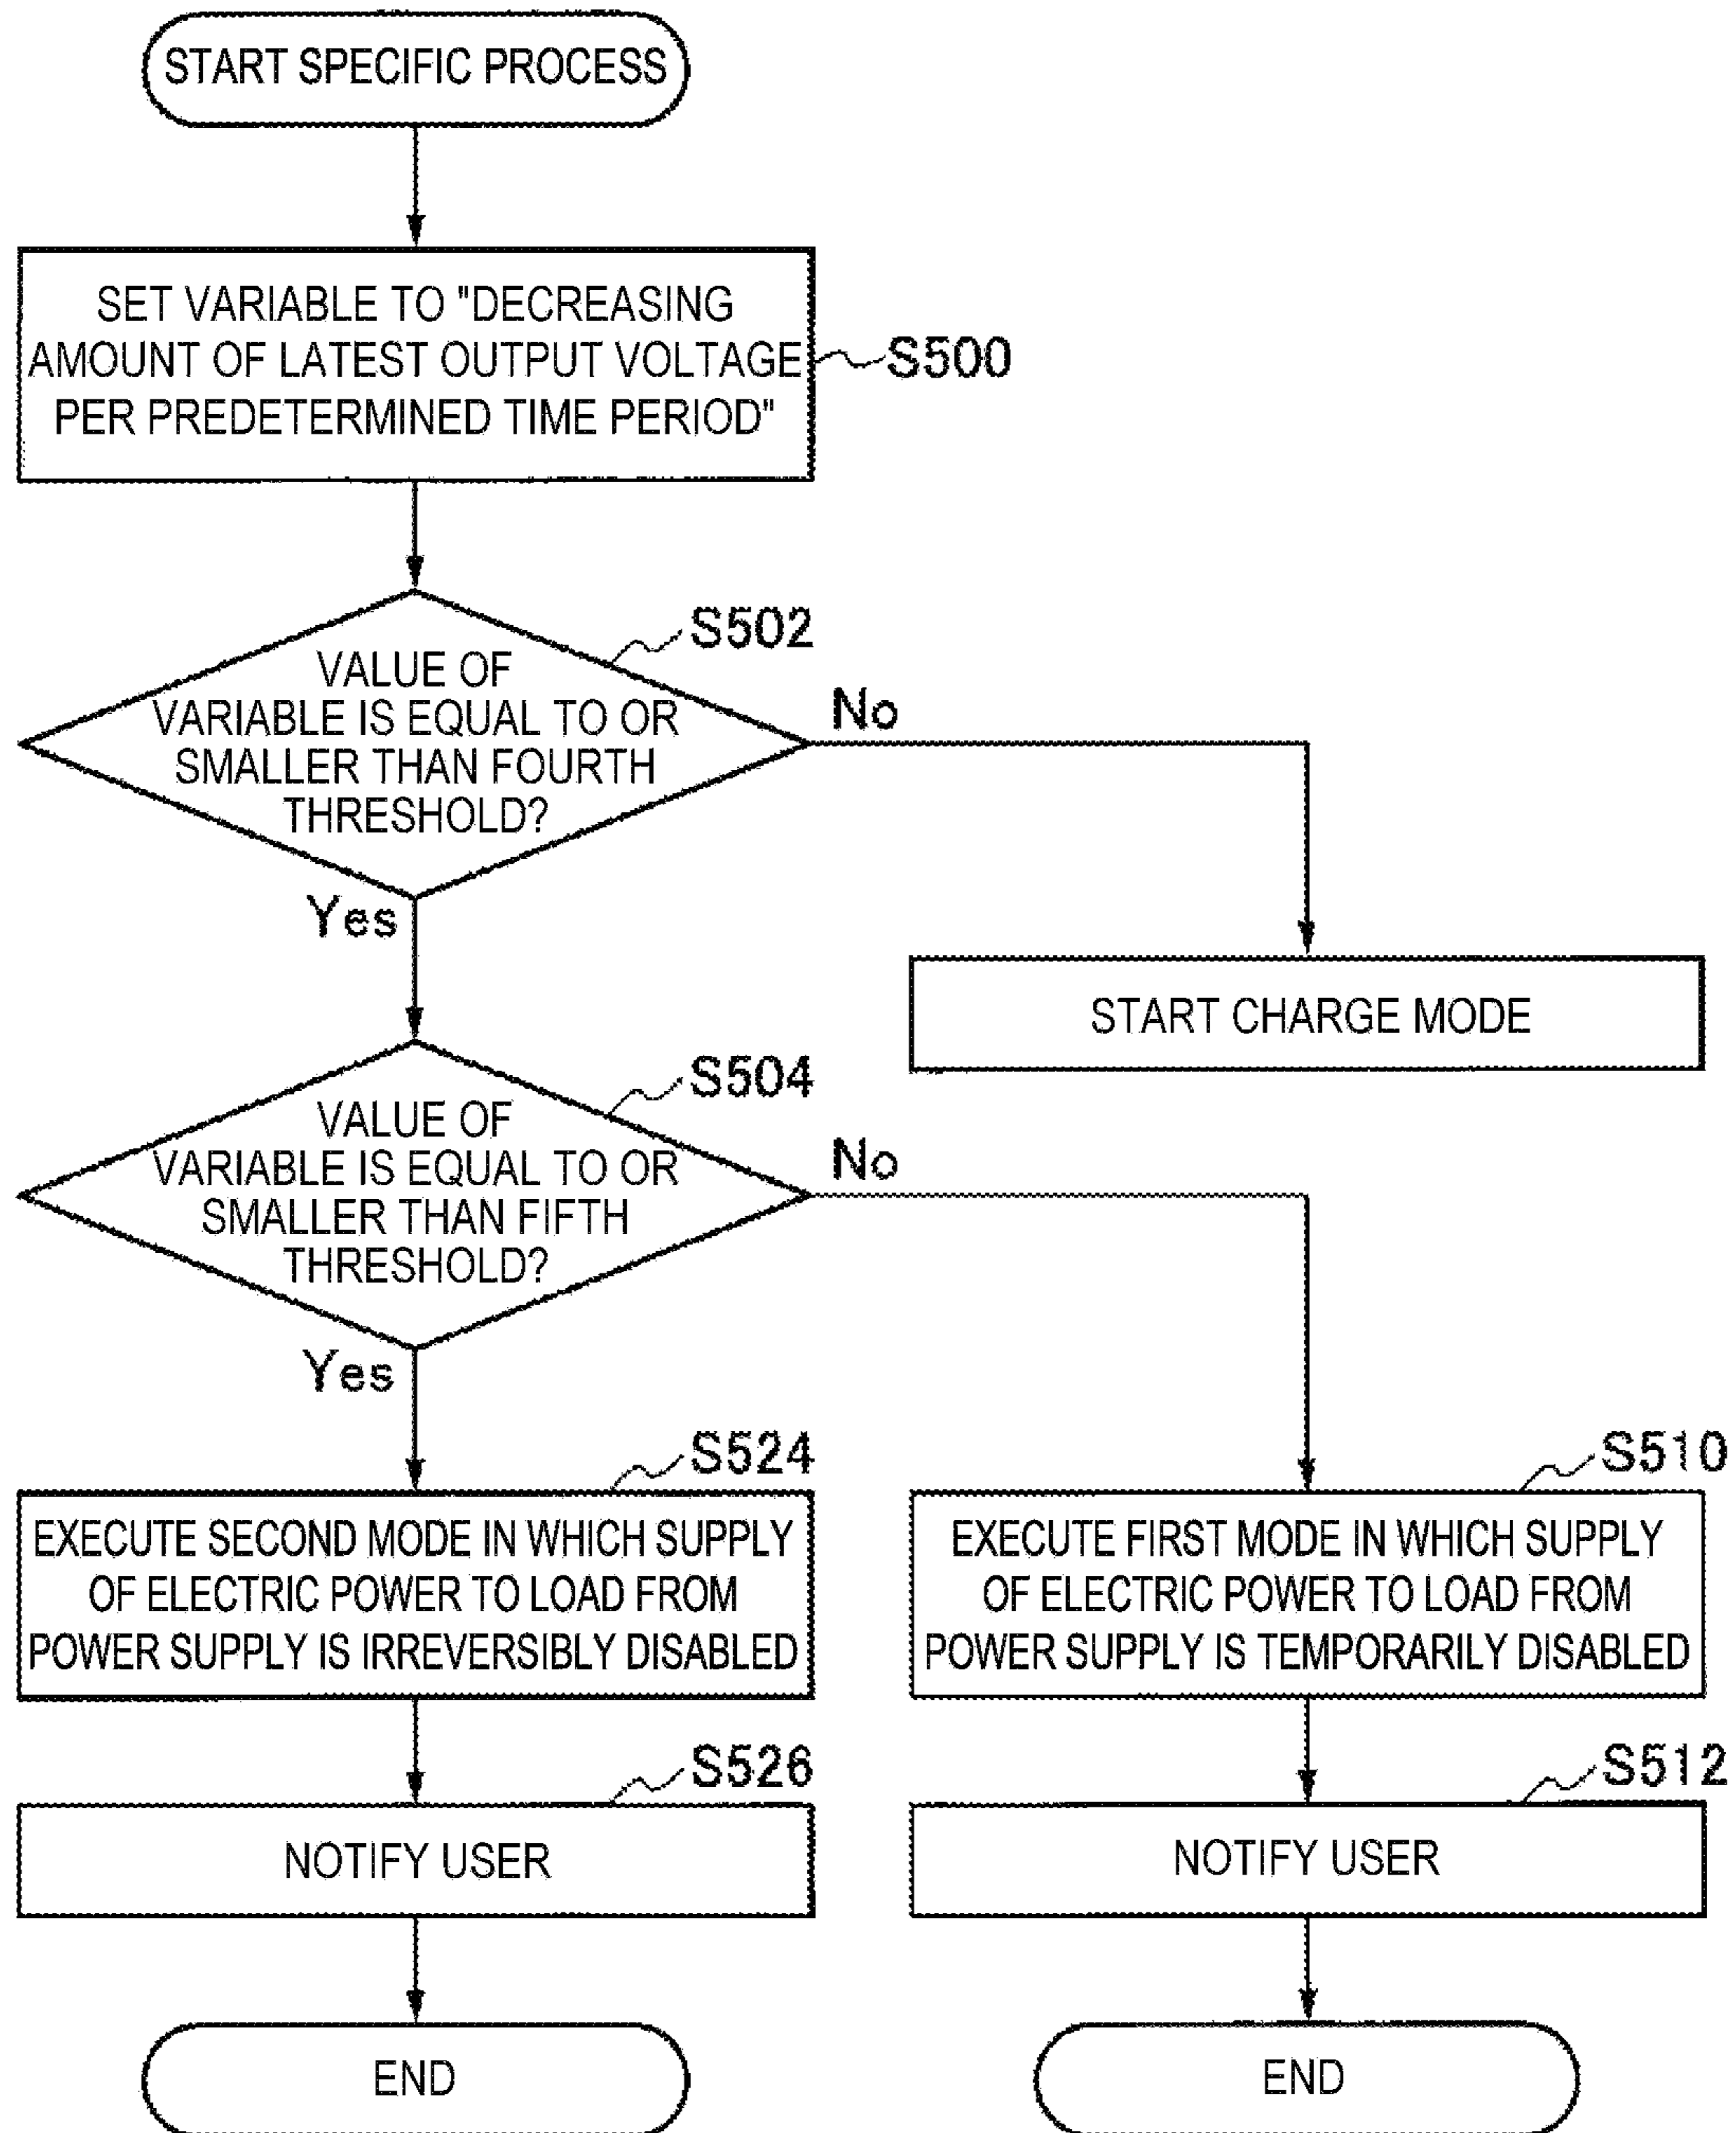 START SPECIFIC PROCESS
SET VARIABLE TO "DECREASING
AMOUNT OF LATEST OUTPUT VOLTAGE
PER PREDETERMINED TIME PERIOD"
S500
S502
VALUE OF
VARIABLE IS EQUAL TO OR
SMALLER THAN FOURTH
THRESHOLD?
No
Yes
START CHARGE MODE
S504
VALUE OF
VARIABLE IS EQUAL TO OR
SMALLER THAN FIFTH
THRESHOLD?
No
Yes
S524
EXECUTE SECOND MODE IN WHICH SUPPLY
OF ELECTRIC POWER TO LOAD FROM
POWER SUPPLY IS IRREVERSIBLY DISABLED
S510
EXECUTE FIRST MODE IN WHICH SUPPLY
OF ELECTRIC POWER TO LOAD FROM
POWER SUPPLY IS TEMPORARILY DISABLED
S526
NOTIFY USER
S512
NOTIFY USER
END
END